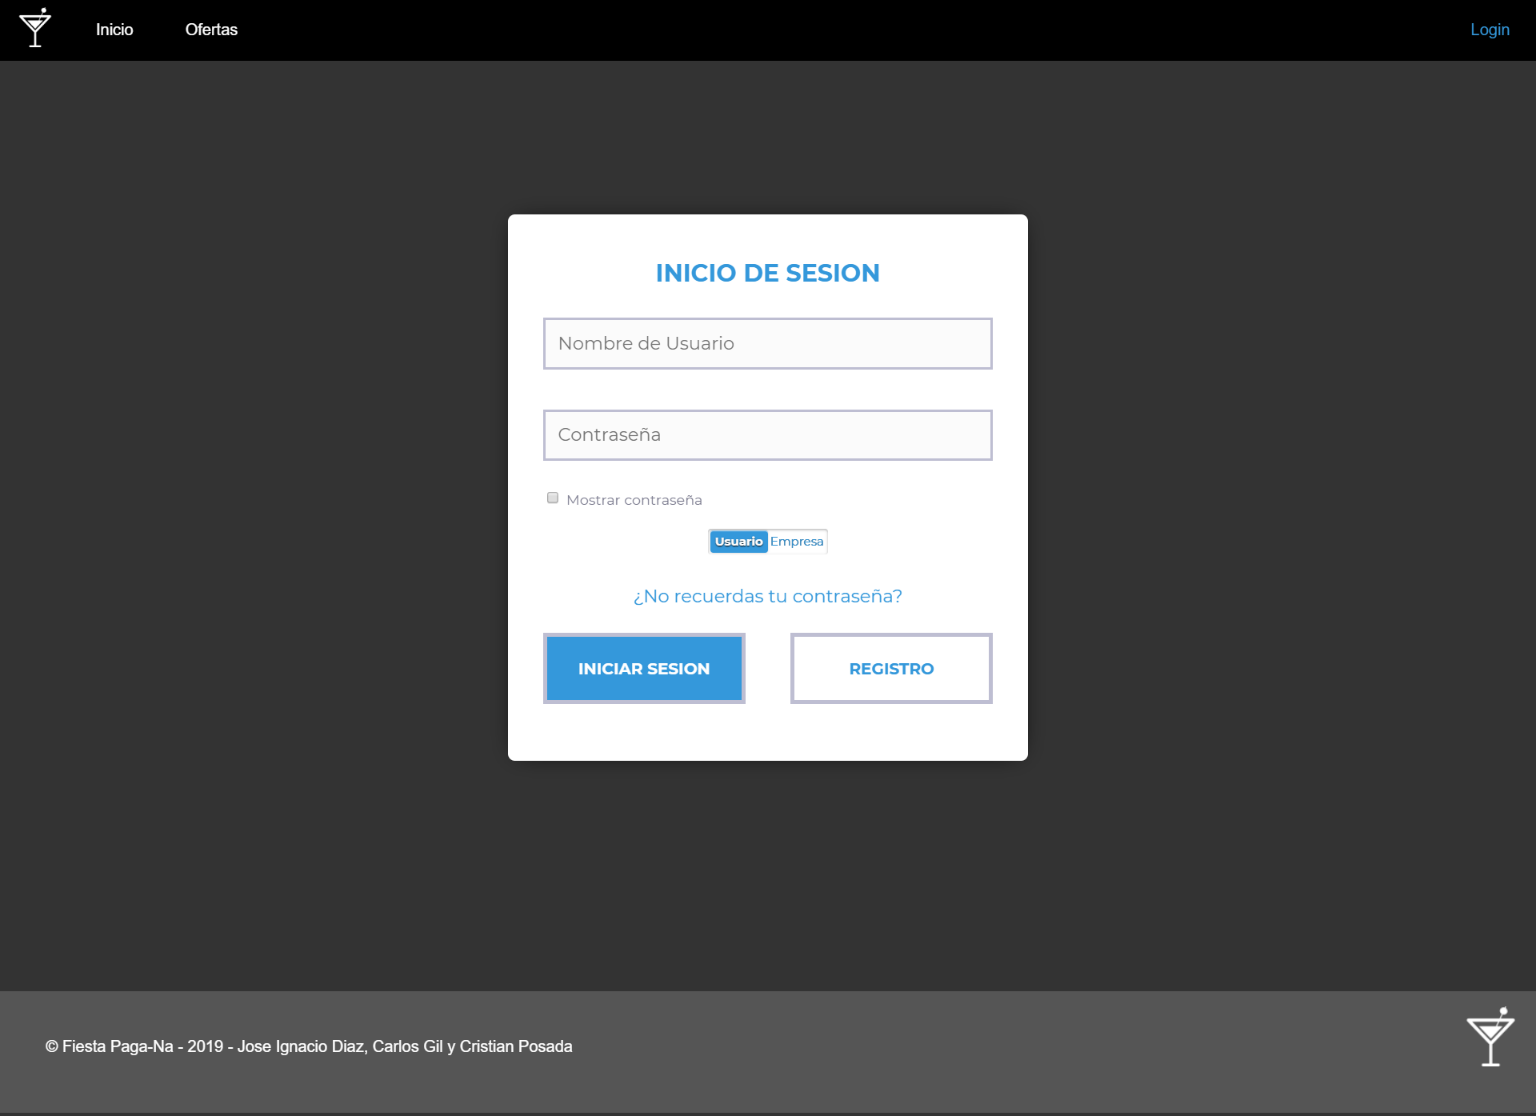 Inicio
Ofertas
Login
INICIO DE SESION
Nombre de Usuario
Contraseña
Mostrar contraseña
Usuario Empresa
¿No recuerdas tu contraseña?
INICIAR SESION
REGISTRO
© Fiesta Paga-Na - 2019 - Jose Ignacio Diaz, Carlos Gil y Cristian Posada